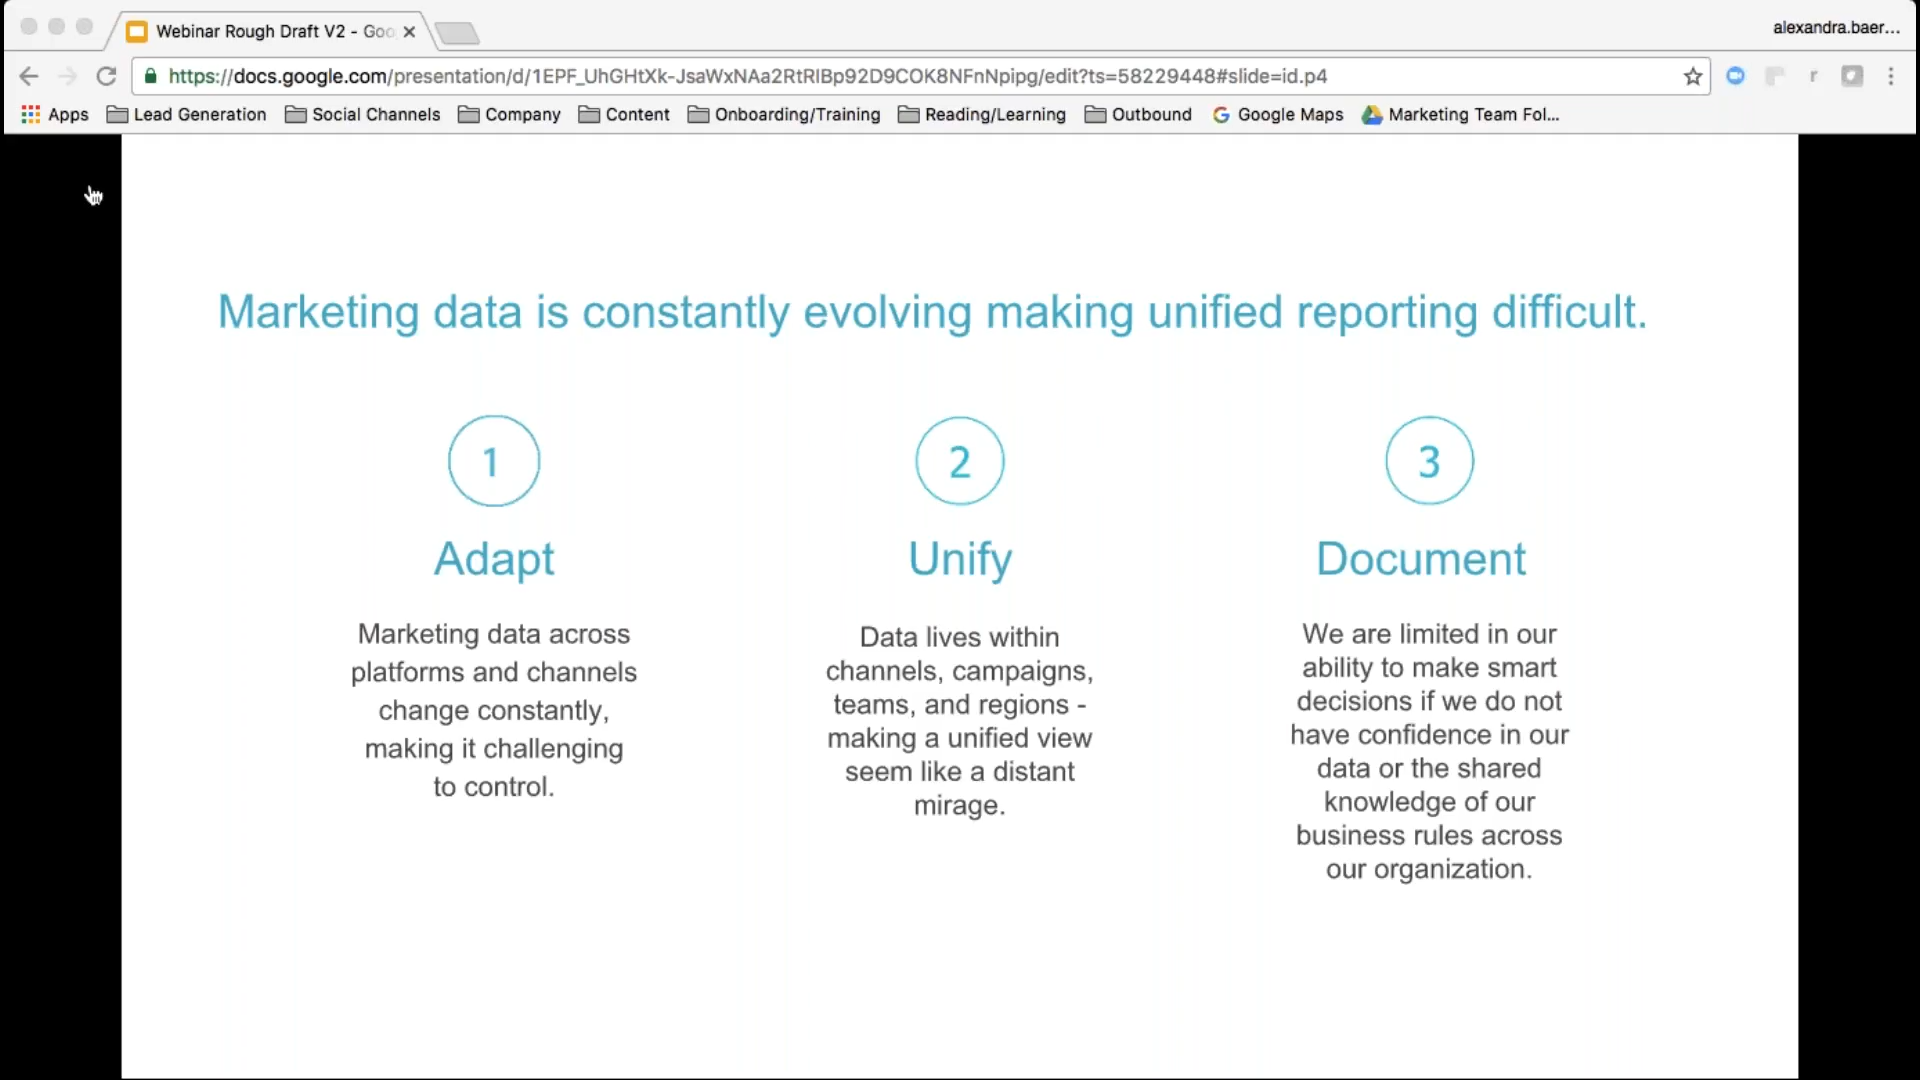 Webinar Rough Draft V2 - Goo
alexandra.baer...
https://docs.google.com/presentation/d/1EPF_UhGHtXk-JsaWxNAa2RtRIBp92D9COK8NFnNpipg/edit?ts=58229448#slide=id.p4
r
Apps Lead Generation Social Channels Company Content Onboarding/Training Reading/Learning Outbound Google Maps Marketing Team Fol...
Marketing data is constantly evolving making unified reporting difficult.
1
Adapt
Marketing data across
platforms and channels
change constantly,
making it challenging
to control.
2
Unify
Data lives within
channels, campaigns,
teams, and regions -
making a unified view
seem like a distant
mirage.
3
Document
We are limited in our
ability to make smart
decisions if we do not
have confidence in our
data or the shared
knowledge of our
business rules across
our organization.